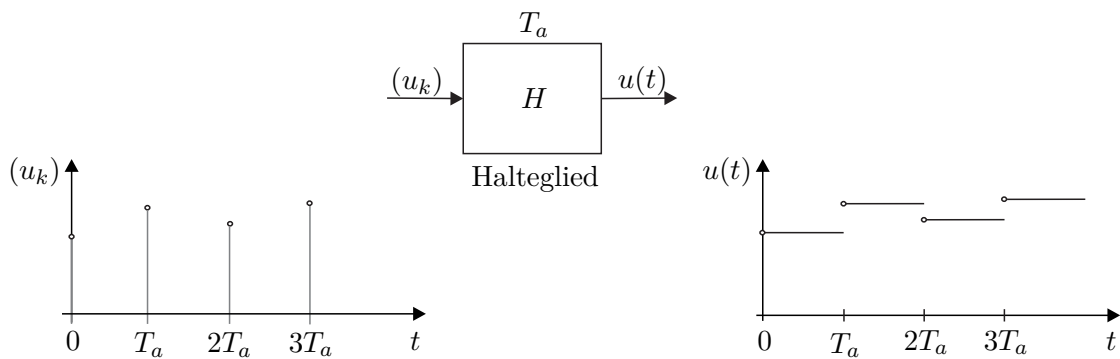 T_a
(u_k) H u(t)
Halteglied
(u_k)
0 T_a 2T_a 3T_a t
u(t)
0 T_a 2T_a 3T_a t